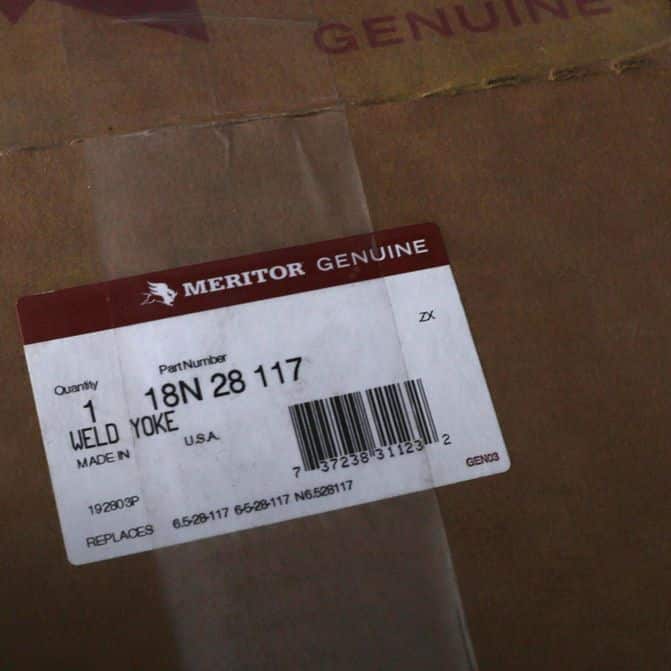 GENUINE
MERITOR GENUINE
ZX
Quantity
Part Number
1
18N 28 117
WELD YOKE
MADE IN U.S.A.
7 37238 31123 2
192803P
GEN03
REPLACES 6.5-28-117 6-5-28-117 N6.528117